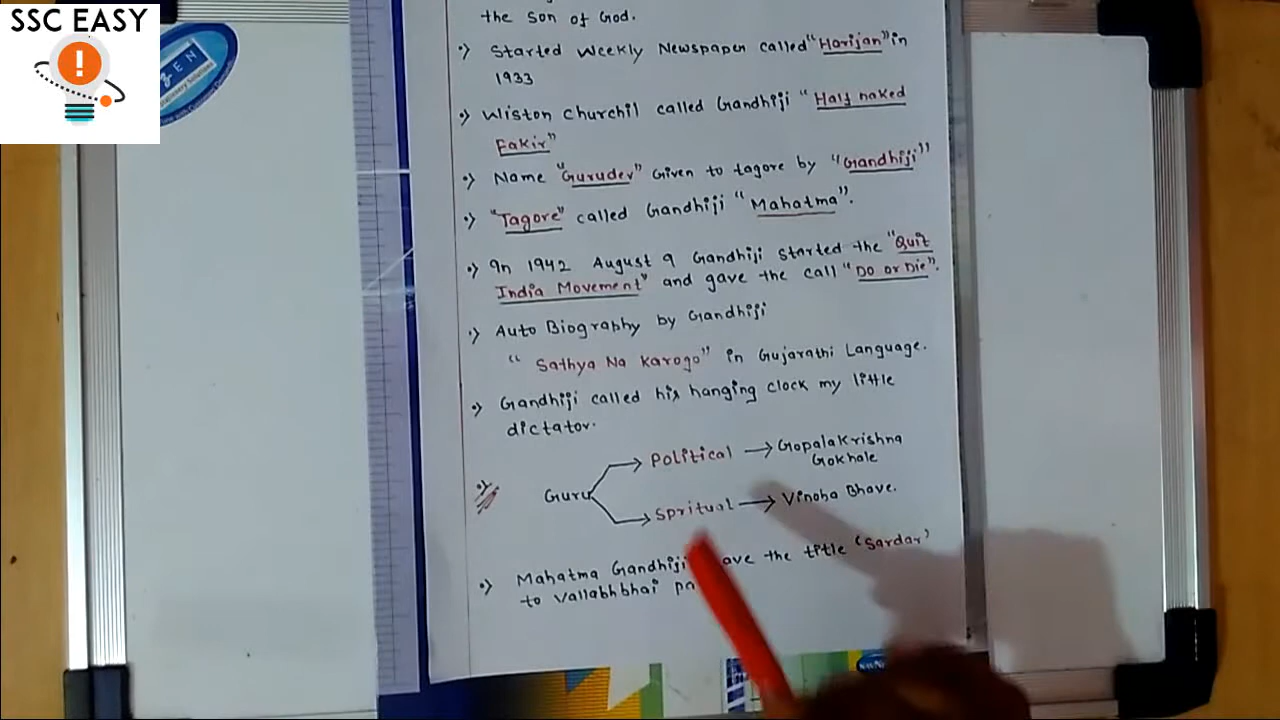 SSC EASY
the Son of God.
•) Started Weekly Newspaper called "Harijan" in
1933
•) Wiston Churchil called Gandhiji "Half naked
Fakir"
•) Name "Gurudev" Given to tagore by "Gandhiji"
•) "Tagore" called Gandhiji "Mahatma".
•) In 1942 August 9 Gandhiji started the "Quit
India Movement" and gave the call "DO or Die".
•) Auto Biography by Gandhiji
"Sathya Na Karogo" in Gujarathi Language.
•) Gandhiji called his hanging clock my little
dictator.
•) Guru → Political → Gopalakrishna
Gokhale
→ Spritual → Vinoba Bhave.
•) Mahatma Gandhiji ave the title "Sardar"
to Vallabhbhai